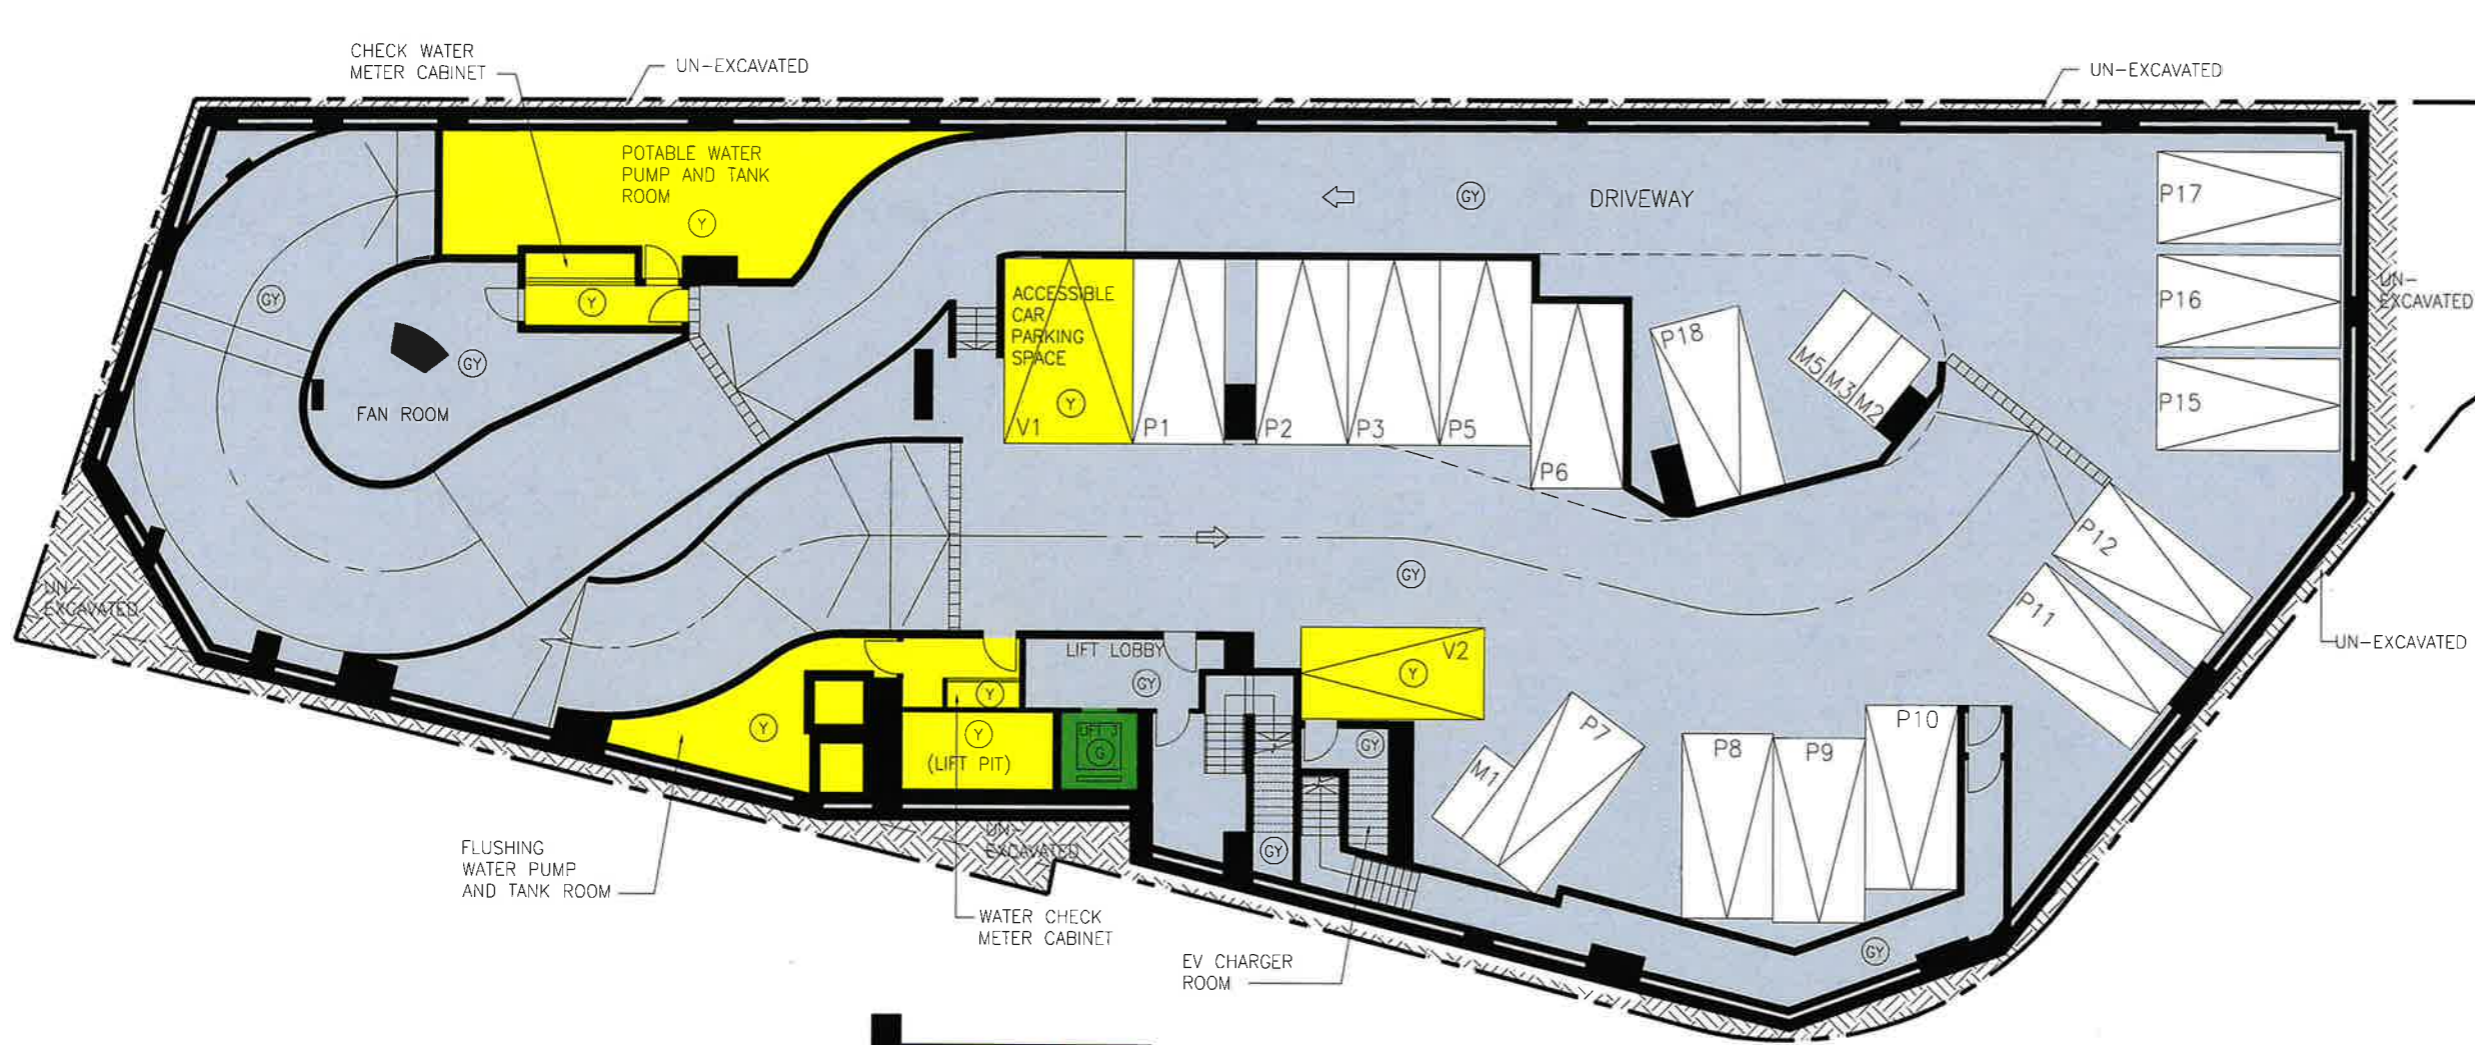 CHECK WATER
METER CABINET
UN-EXCAVATED
UN-EXCAVATED
POTABLE WATER
PUMP AND TANK
ROOM
Y
GY
DRIVEWAY
P17
P16
P15
UN-
EXCAVATED
GY
Y
GY
FAN ROOM
ACCESSIBLE
CAR
PARKING
SPACE
Y
V1
P1
P2
P3
P5
P6
P18
M5
M3
M2
P12
P11
GY
UN-
EXCAVATED
UN-EXCAVATED
LIFT LOBBY
GY
V2
Y
Y
Y
Y
(LIFT PIT)
LIFT 3
G
GY
P7
M1
P8
P9
P10
UN-
EXCAVATED
GY
FLUSHING
WATER PUMP
AND TANK ROOM
WATER CHECK
METER CABINET
EV CHARGER
ROOM
GY